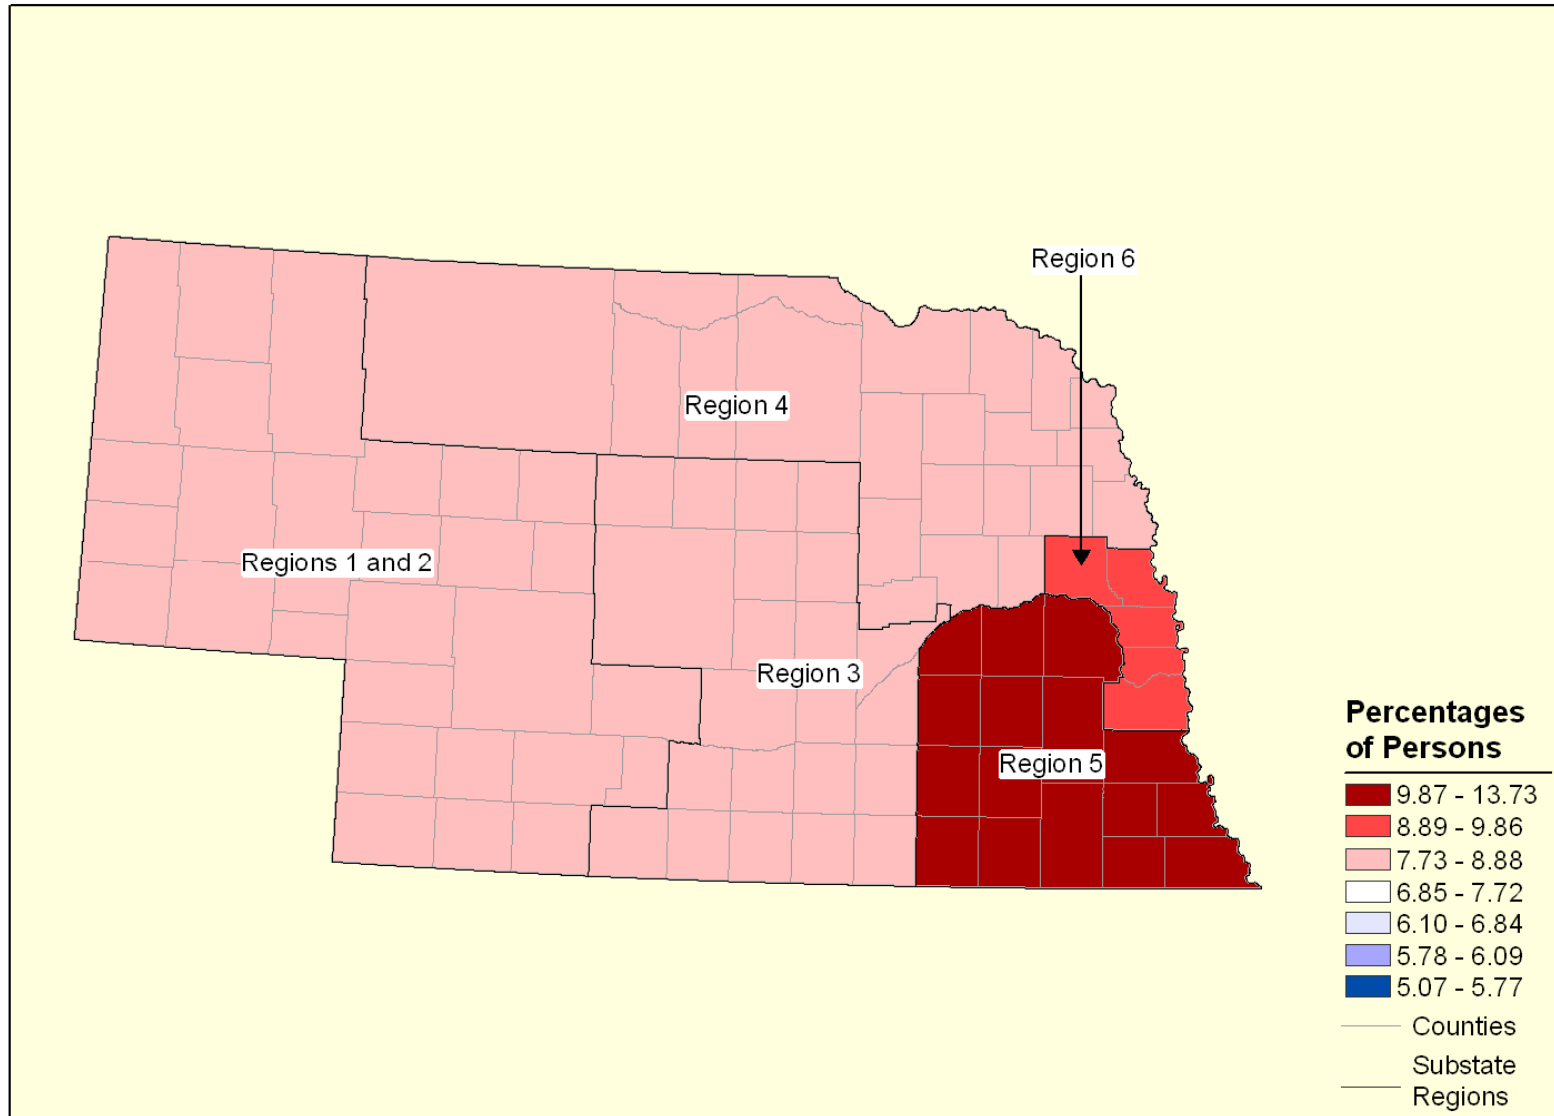 Region 6
Region 4
Regions 1 and 2
Region 3
Region 5
Percentages
of Persons
9.87 - 13.73
8.89 - 9.86
7.73 - 8.88
6.85 - 7.72
6.10 - 6.84
5.78 - 6.09
5.07 - 5.77
Counties
Substate
Regions